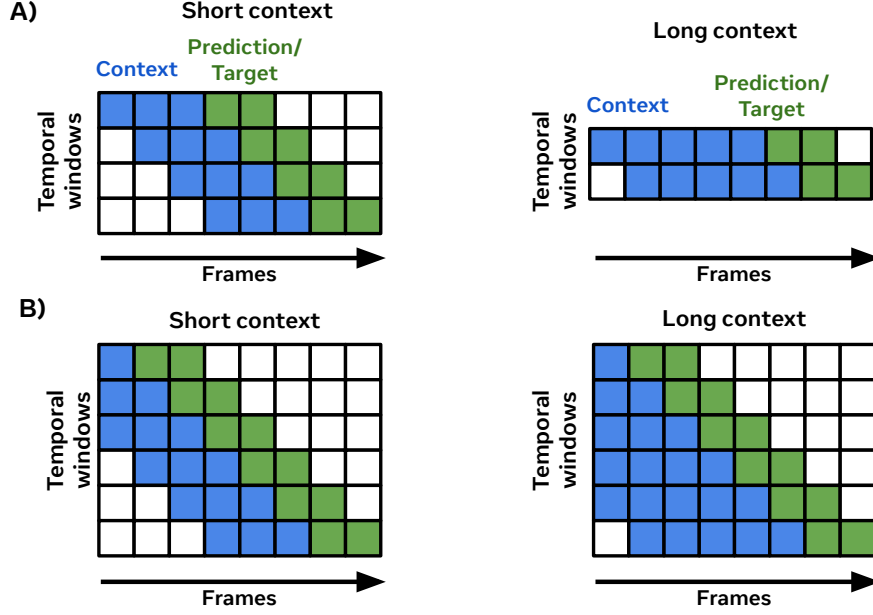 A)
Short context
Context
Prediction/
Target
Temporal
windows
Frames
Long context
Context
Prediction/
Target
Temporal
windows
Frames
B)
Short context
Temporal
windows
Frames
Long context
Temporal
windows
Frames